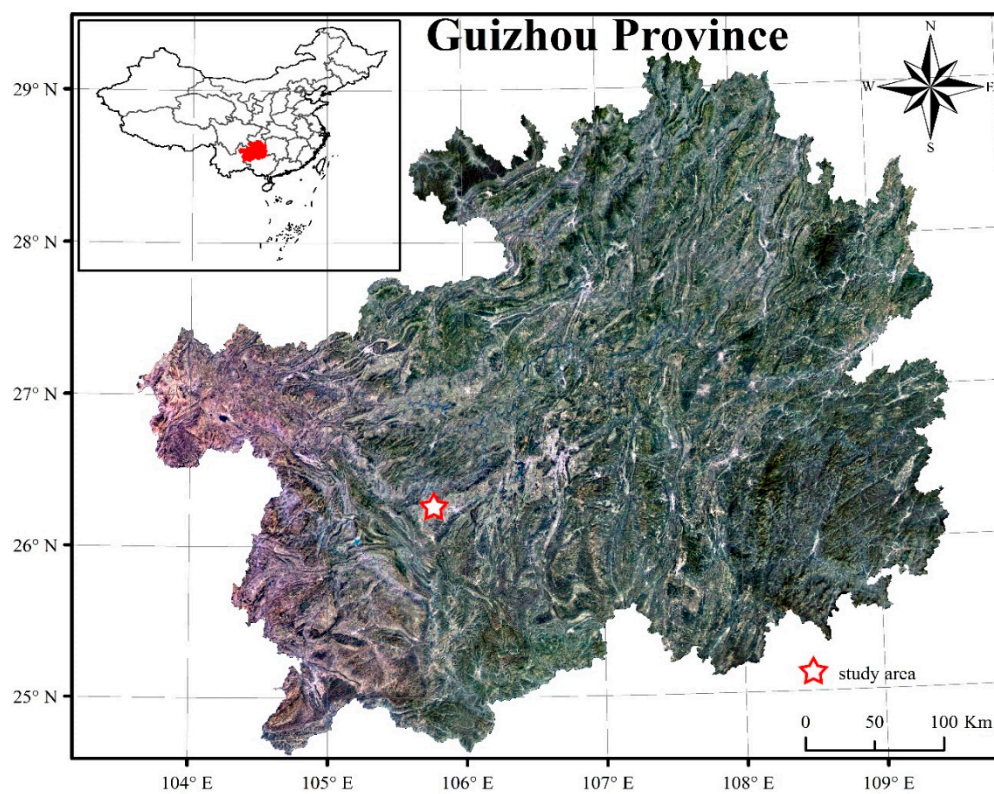 Guizhou Province
N
W E
S
29° N
28° N
27° N
26° N
25° N
study area
0 50 100 Km
104° E 105° E 106° E 107° E 108° E 109° E